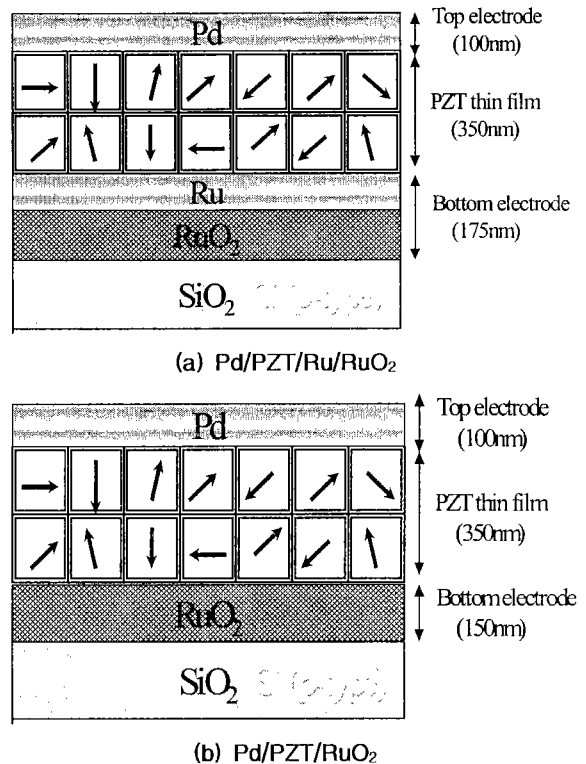 Pd
Top electrode
(100nm)
PZT thin film
(350nm)
Ru
RuO₂
Bottom electrode
(175nm)
SiO₂
(a) Pd/PZT/Ru/RuO₂
Pd
Top electrode
(100nm)
PZT thin film
(350nm)
RuO₂
Bottom electrode
(150nm)
SiO₂
(b) Pd/PZT/RuO₂